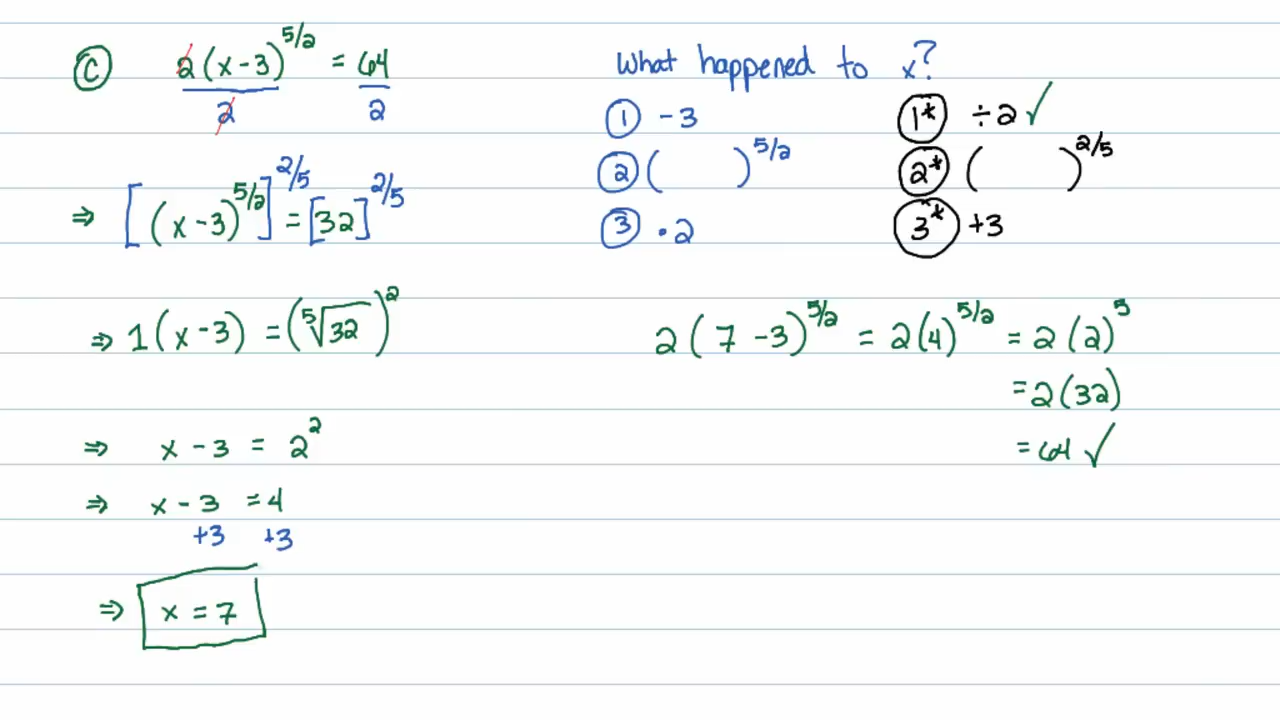 Ⓒ 2(x-3)^5/2 = 64
2 2
⇒ [(x-3)^5/2]^2/5 = [32]^2/5
⇒ 1(x-3) = (⁵√32)^2
⇒ x-3 = 2^2
⇒ x-3 = 4
+3 +3
⇒ x = 7
What happened to x?
① -3
② ( )^5/2
③ ·2
1* ÷2 ✓
2* ( )^2/5
3* +3
2(7-3)^5/2 = 2(4)^5/2 = 2(2)^5
= 2(32)
= 64 ✓